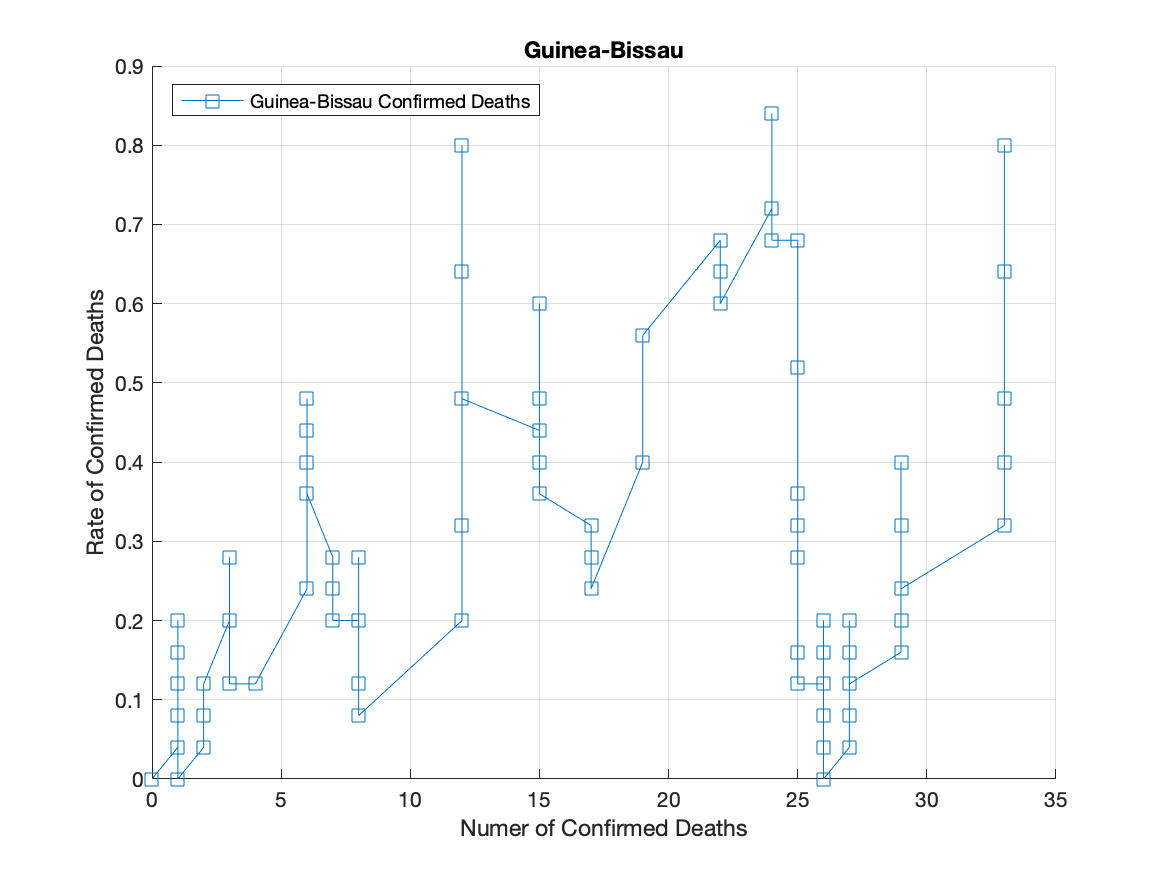 Guinea-Bissau
Guinea-Bissau Confirmed Deaths
0.9
0.8
0.7
0.6
0.5
0.4
0.3
0.2
0.1
0
Rate of Confirmed Deaths
0 5 10 15 20 25 30 35
Numer of Confirmed Deaths